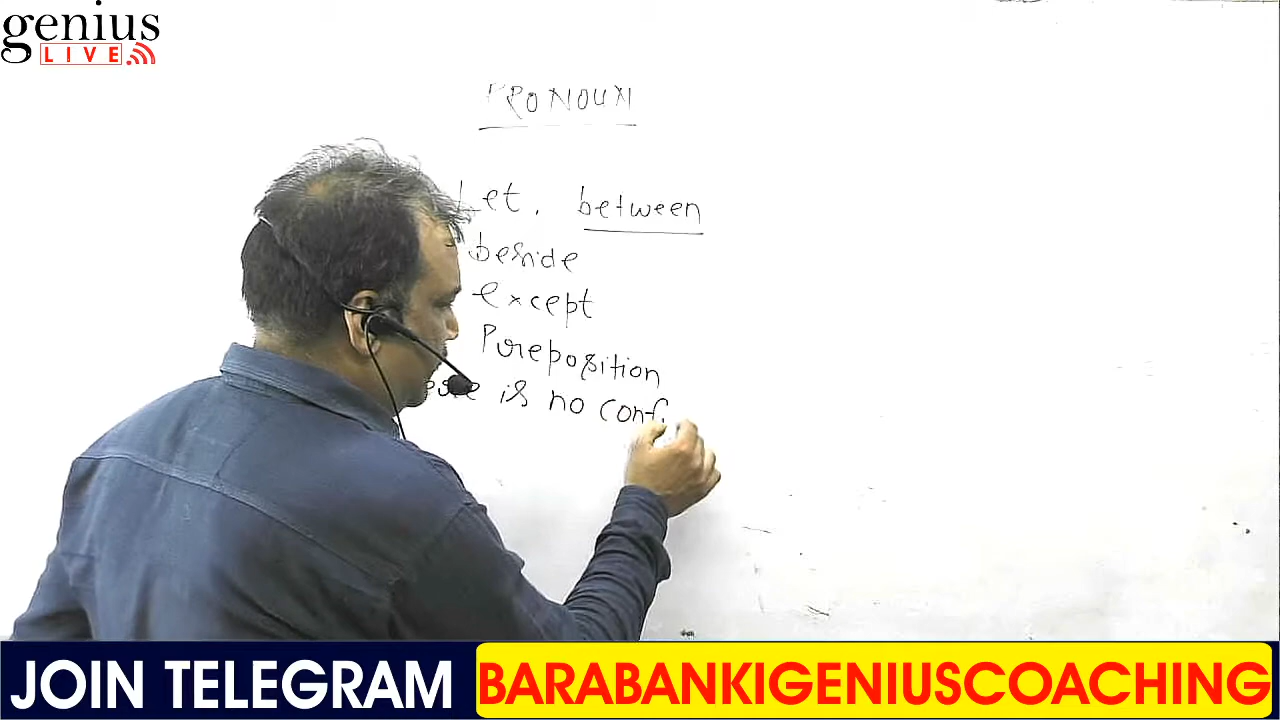 genius
LIVE
PRONOUN
Let, between
beside
except
Preposition
is no conf
JOIN TELEGRAM BARABANKIGENIUSCOACHING